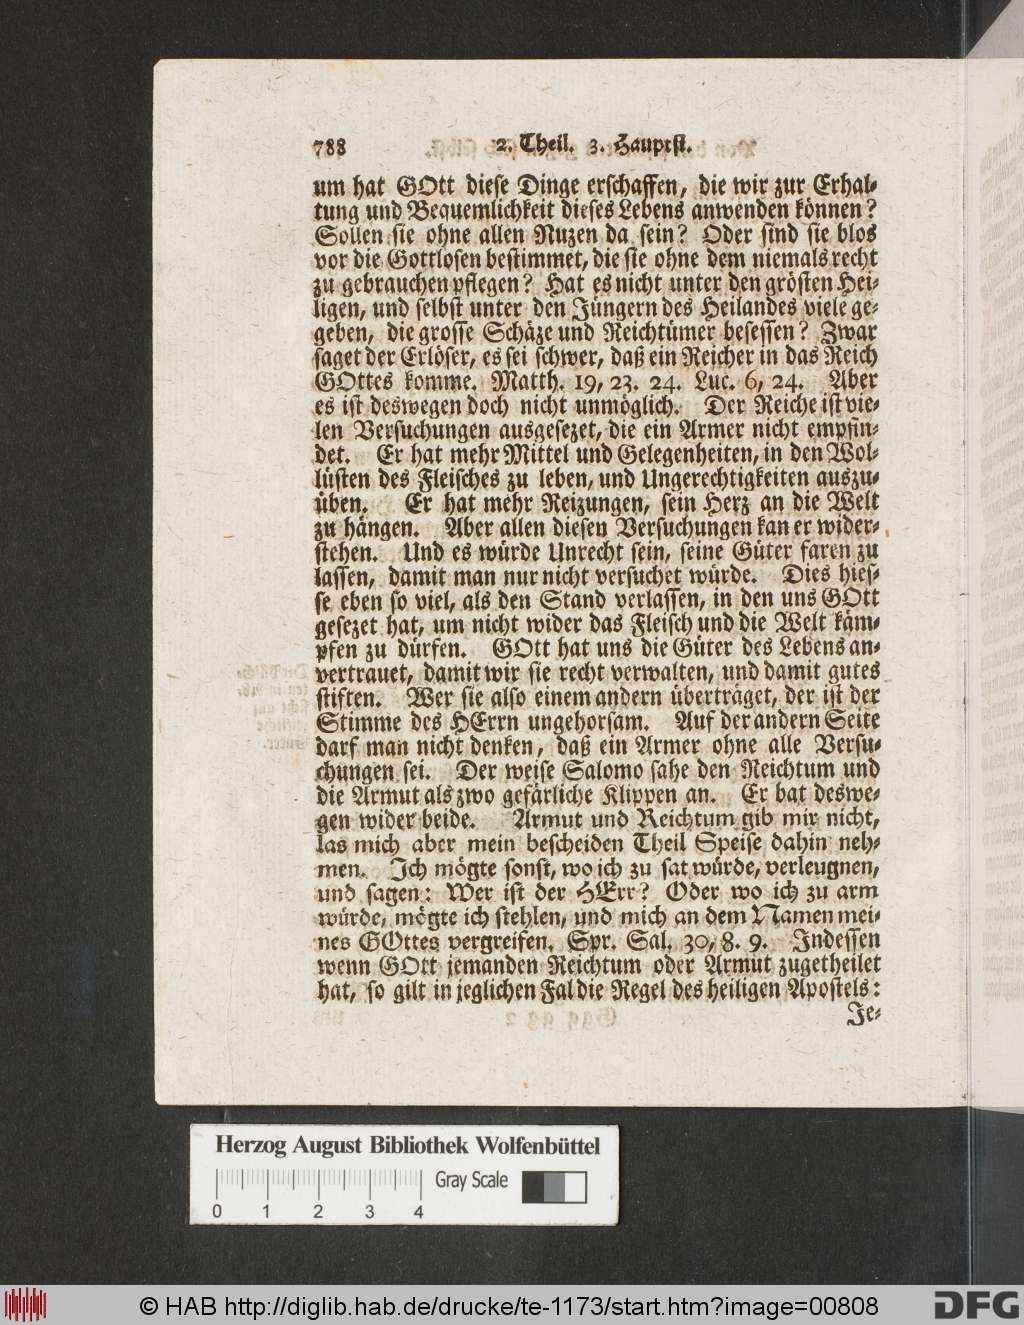 788 2. Theil. 3. Hauptst.
um hat GOtt diese Dinge erschaffen, die wir zur Erhal-
tung und Bequemlichkeit dieses Lebens anwenden können?
Sollen sie ohne allen Nuzen da sein? Oder sind sie blos
vor die Gottlosen bestimmet, die sie ohne dem niemals recht
zu gebrauchen pflegen? Hat es nicht unter den grösten Hei-
ligen, und selbst unter den Jüngern des Heilandes viele ge-
geben, die grosse Schäze und Reichtümer besessen? Zwar
saget der Erlöser, es sei schwer, daß ein Reicher in das Reich
GOttes komme. Matth. 19, 23. 24. Luc. 6, 24. Aber
es ist deswegen doch nicht unmöglich. Der Reiche ist vie-
len Versuchungen ausgesezet, die ein Armer nicht empfin-
det. Er hat mehr Mittel und Gelegenheiten, in den Wol-
lüsten des Fleisches zu leben, und Ungerechtigkeiten auszu-
üben. Er hat mehr Reizungen, sein Herz an die Welt
zu hängen. Aber allen diesen Versuchungen kan er wider-
stehen. Und es würde Unrecht sein, seine Güter faren zu
lassen, damit man nur nicht versuchet würde. Dies hies-
se eben so viel, als den Stand verlassen, in den uns GOtt
gesezet hat, um nicht wider das Fleisch und die Welt käm-
pfen zu dürfen. GOtt hat uns die Güter des Lebens an-
vertrauet, damit wir sie recht verwalten, und damit gutes
stiften. Wer sie also einem andern überträget, der ist der
Stimme des HErrn ungehorsam. Auf der andern Seite
darf man nicht denken, daß ein Armer ohne alle Versu-
chungen sei. Der weise Salomo sahe den Reichtum und
die Armut als zwo gefärliche Klippen an. Er bat deswe-
gen wider beide. Armut und Reichtum gib mir nicht,
las mich aber mein bescheiden Theil Speise dahin neh-
men. Ich mögte sonst, wo ich zu sat würde, verleugnen,
und sagen: Wer ist der HErr? Oder wo ich zu arm
würde, mögte ich stehlen, und mich an dem Namen mei-
nes GOttes vergreifen. Spr. Sal. 30, 8. 9. Indessen
wenn GOtt jemanden Reichtum oder Armut zugetheilet
hat, so gilt in jeglichen Fal die Regel des heiligen Apostels:
Je-
Herzog August Bibliothek Wolfenbüttel
Gray Scale
0 1 2 3 4
© HAB http://diglib.hab.de/drucke/te-1173/start.htm?image=00808
DFG